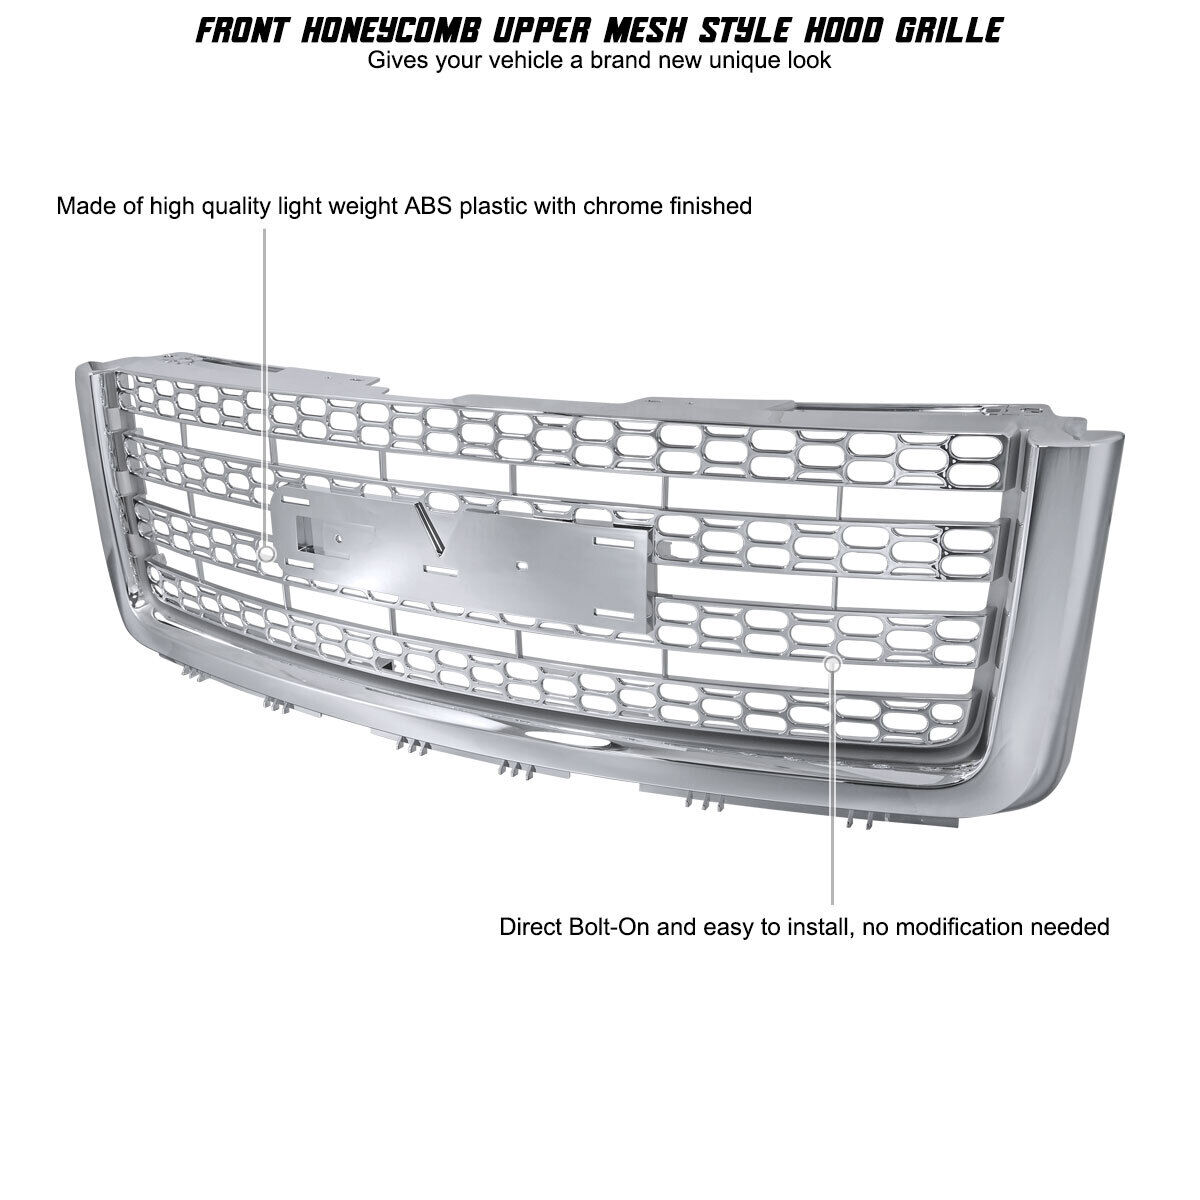 FRONT HONEYCOMB UPPER MESH STYLE HOOD GRILLE
Gives your vehicle a brand new unique look
Made of high quality light weight ABS plastic with chrome finished
Direct Bolt-On and easy to install, no modification needed